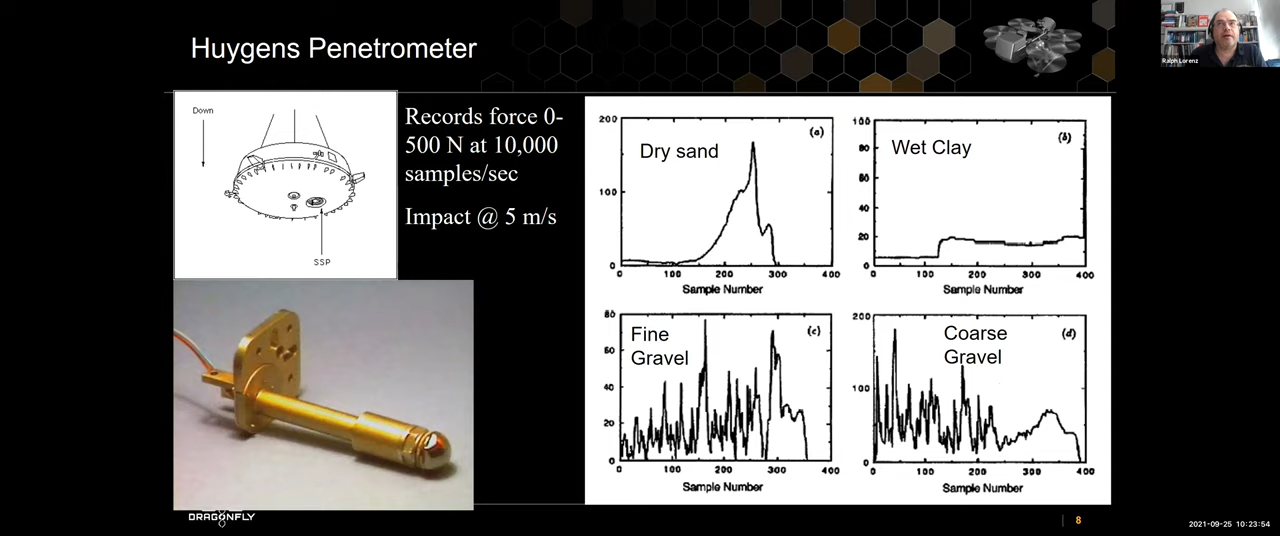 Huygens Penetrometer
Ralph Lorenz
Down
SSP
Records force 0-
500 N at 10,000
samples/sec
Impact @ 5 m/s
200
100
0
0 100 200 300 400
Sample Number
Dry sand
(a)
100
80
60
40
20
0
0 100 200 300 400
Sample Number
Wet Clay
(b)
80
60
40
20
0
0 100 200 300 400
Sample Number
Fine
Gravel
(c)
200
100
0
0 100 200 300 400
Sample Number
Coarse
Gravel
(d)
DRAGONFLY
8
2021-09-25 10:23:54